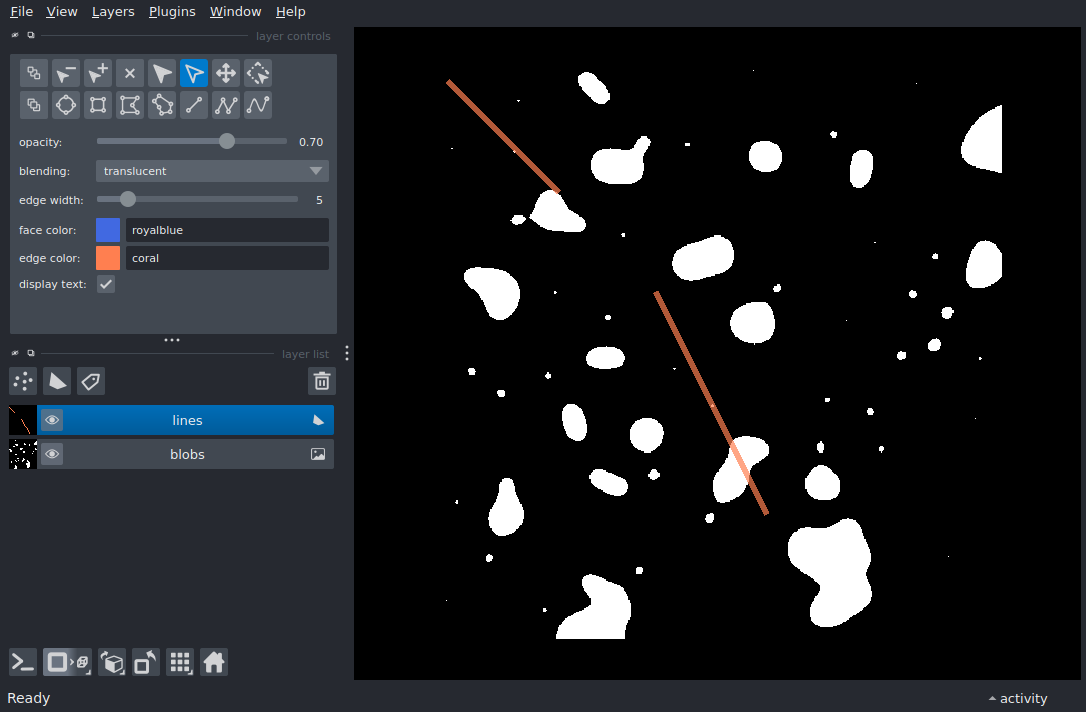 File View Layers Plugins Window Help
layer controls
opacity: 0.70
blending: translucent
edge width: 5
face color: royalblue
edge color: coral
display text:
layer list
lines
blobs
Ready
activity